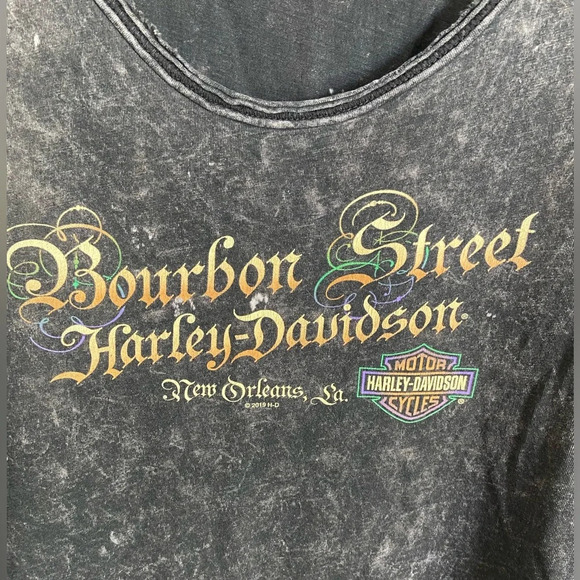 Bourbon Street
Harley-Davidson®
New Orleans, La.
© 2019 H-D
MOTOR
HARLEY-DAVIDSON
CYCLES®